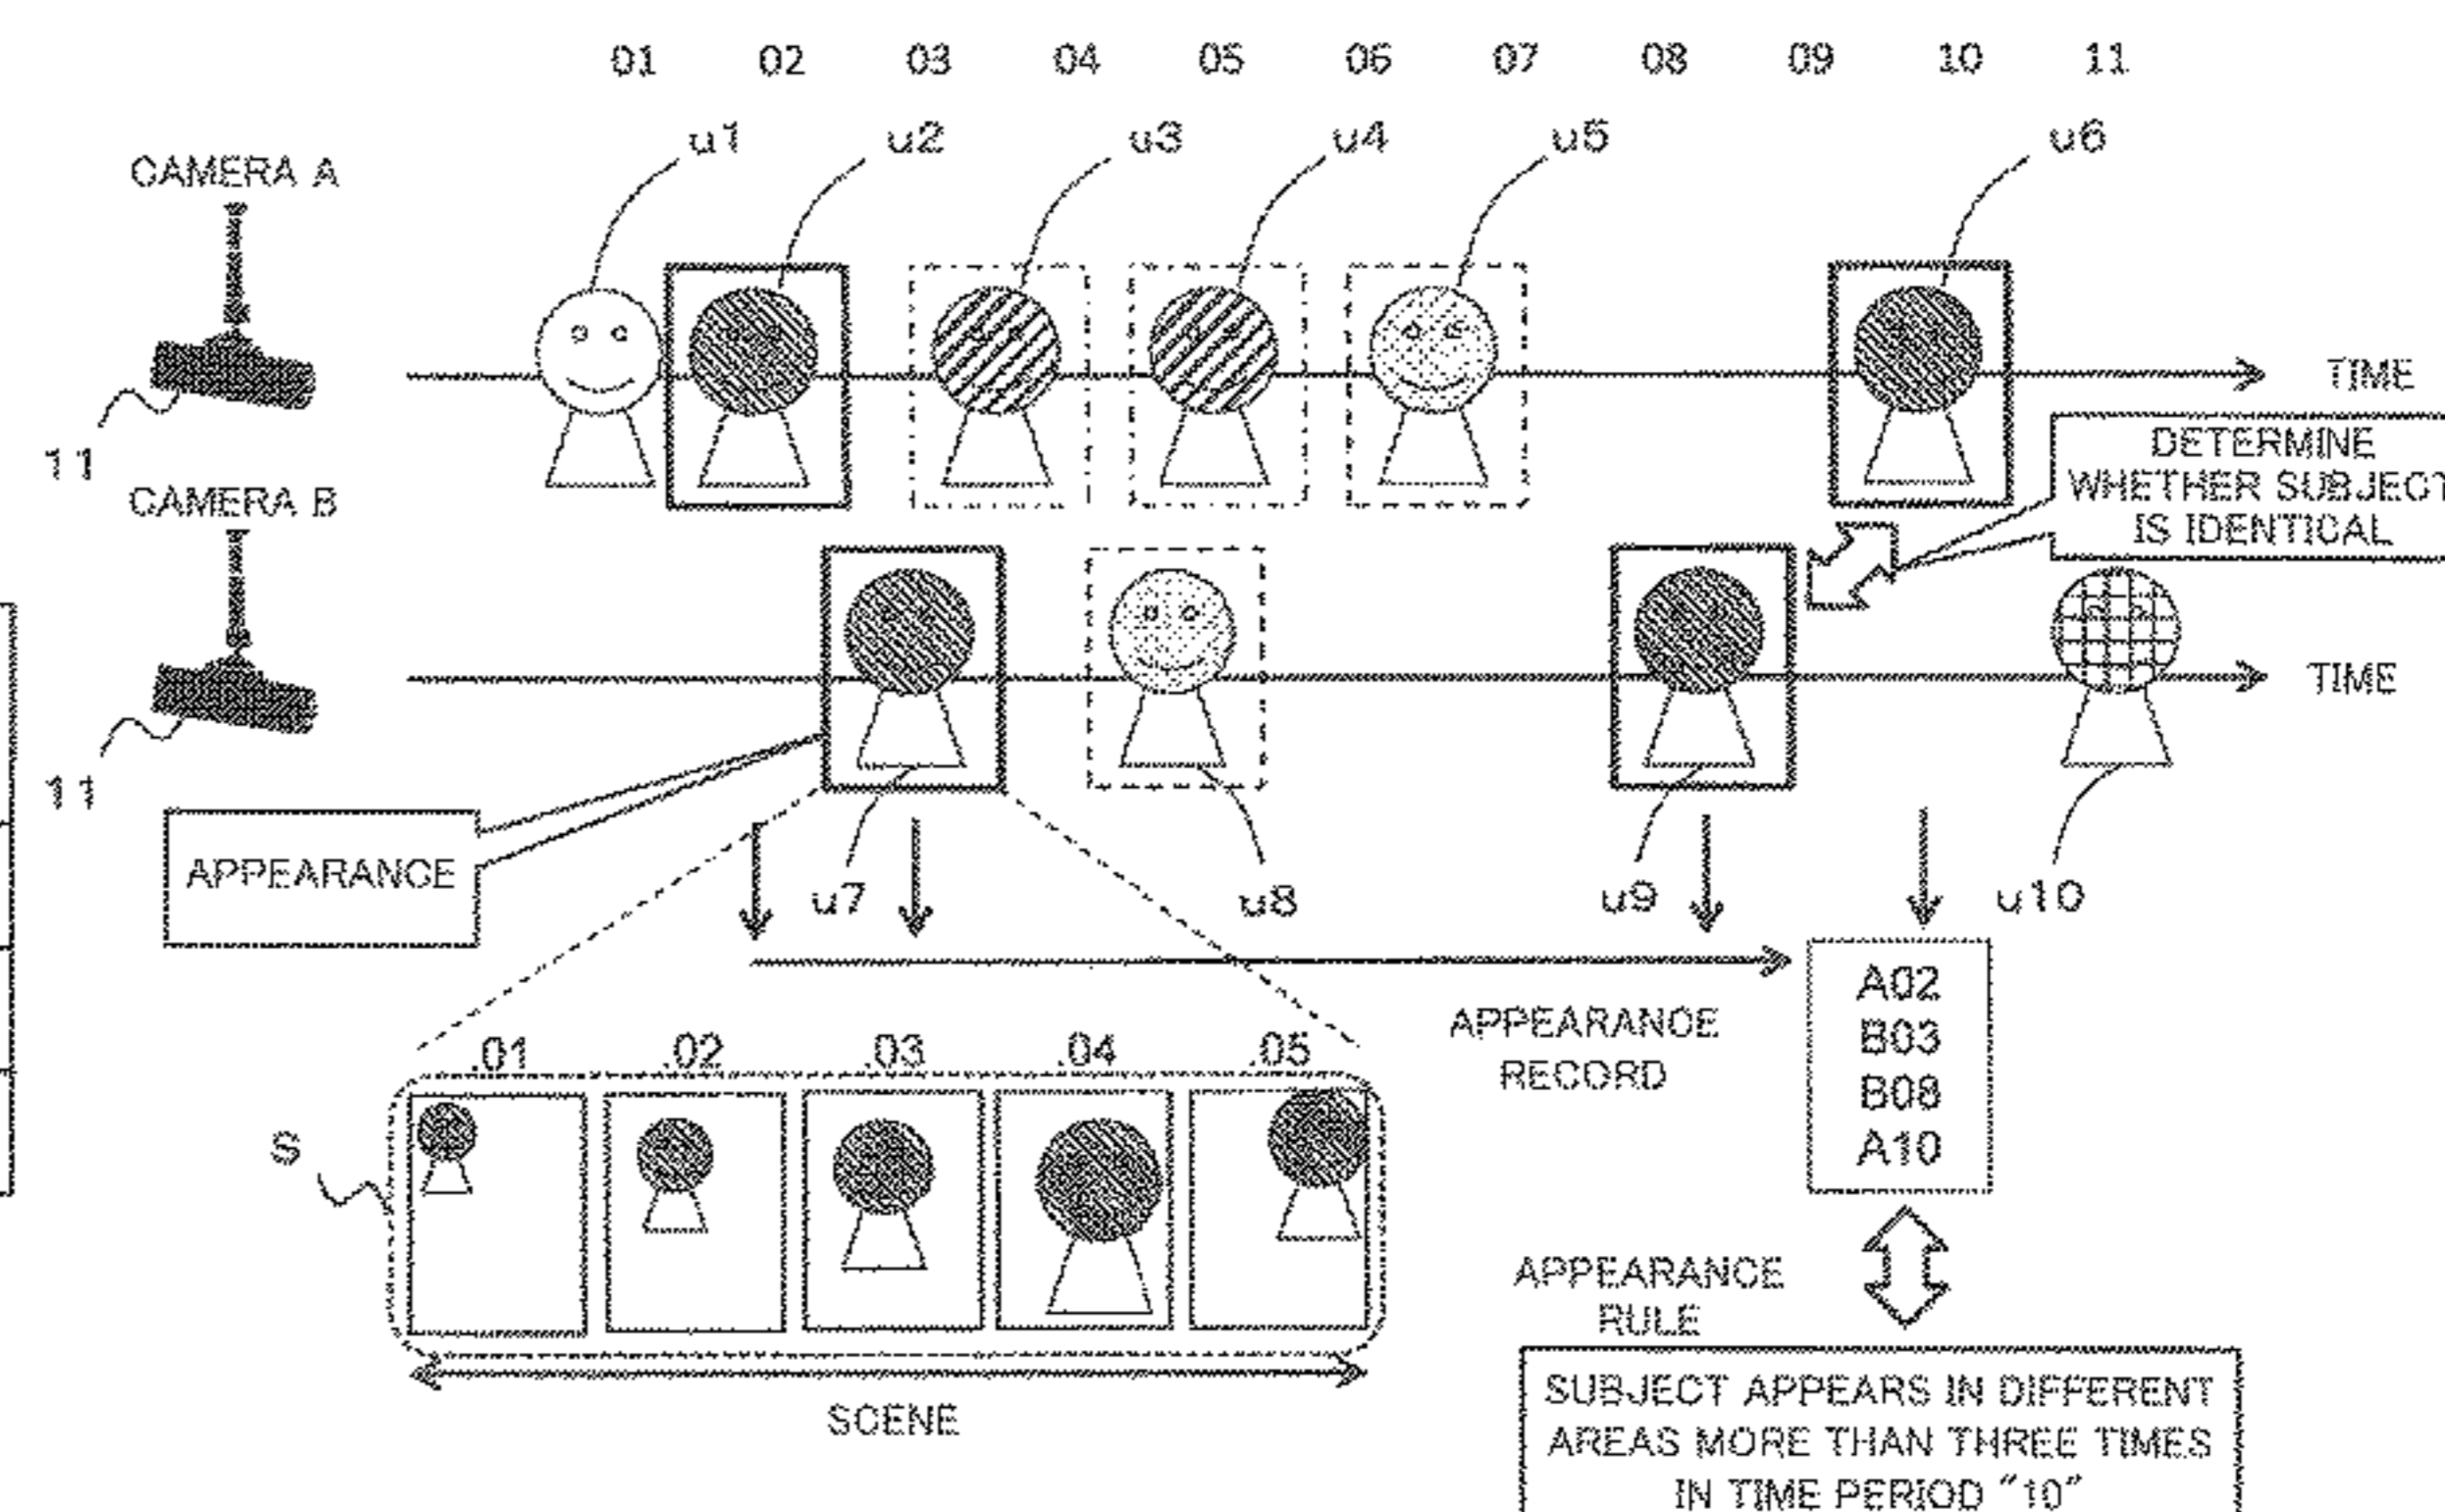 01 02 03 04 05 06 07 08 09 10 11
u1 u2 u3 u4 u5 u6
CAMERA A
TIME
11
DETERMINE
WHETHER SUBJECT
IS IDENTICAL
CAMERA B
TIME
11
APPEARANCE
u7 u8 u9 u10
A02
B03
B08
A10
APPEARANCE
RECORD
.01 .02 .03 .04 .05
S
SCENE
APPEARANCE
RULE
SUBJECT APPEARS IN DIFFERENT
AREAS MORE THAN THREE TIMES
IN TIME PERIOD "10"